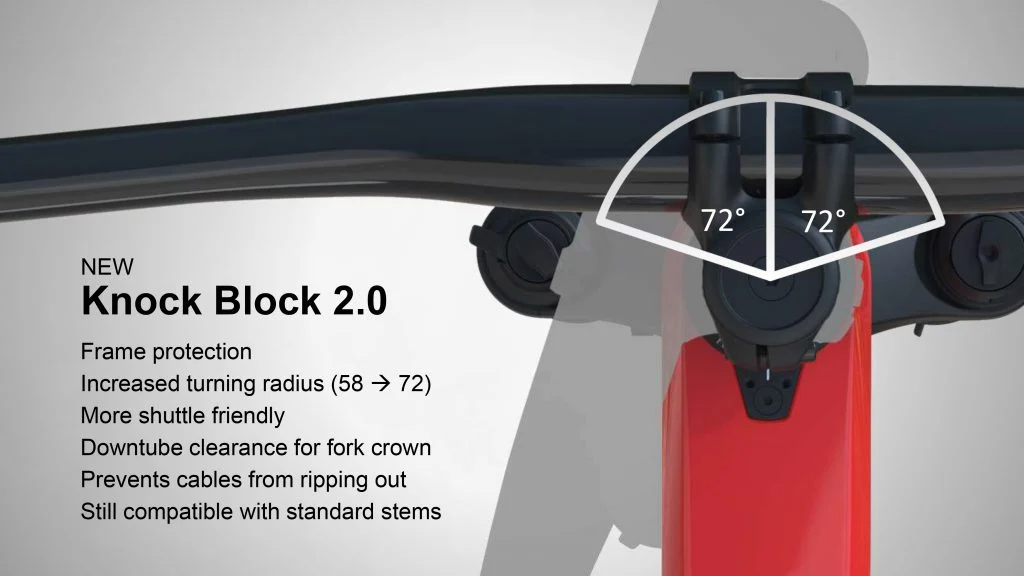 NEW
Knock Block 2.0
Frame protection
Increased turning radius (58 → 72)
More shuttle friendly
Downtube clearance for fork crown
Prevents cables from ripping out
Still compatible with standard stems
72° 72°